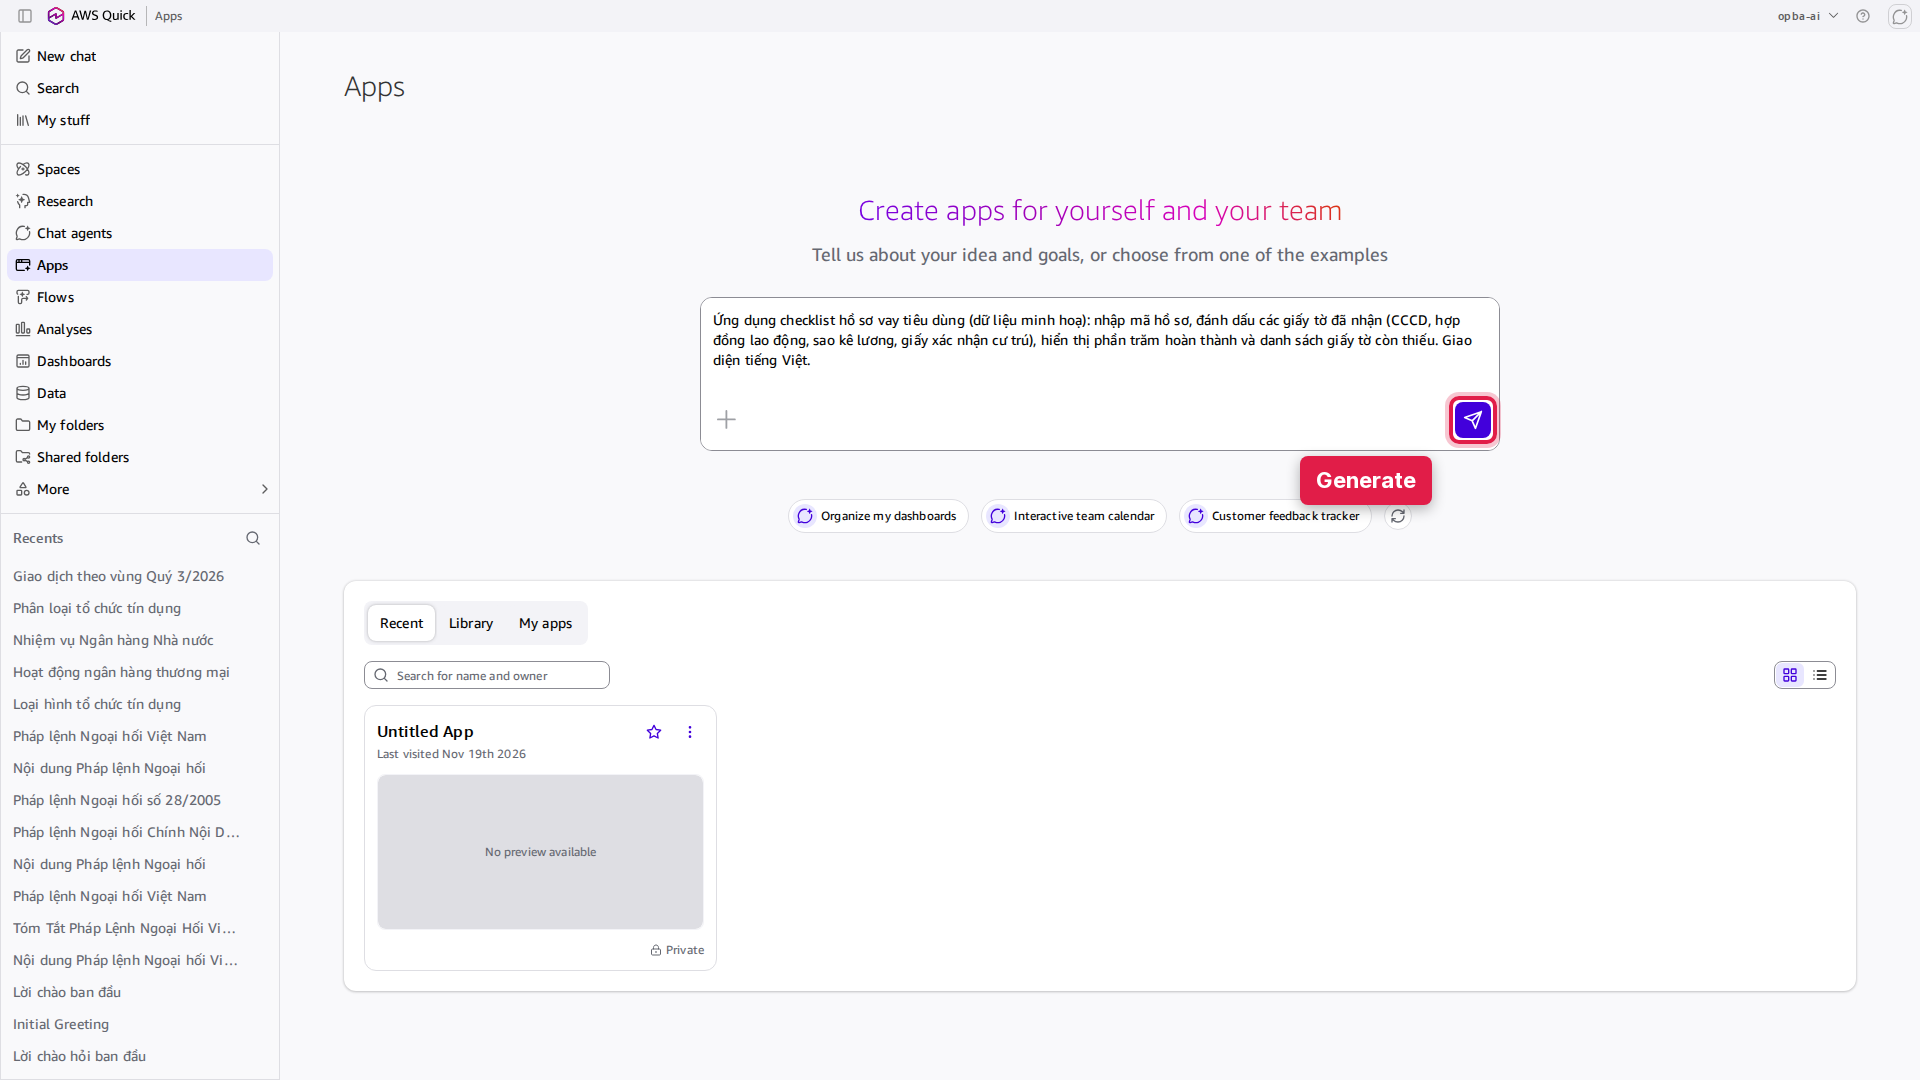 AWS Quick
Apps
opba-ai
New chat
Search
My stuff
Spaces
Research
Chat agents
Apps
Flows
Analyses
Dashboards
Data
My folders
Shared folders
More
Recents
Giao dịch theo vùng Quý 3/2026
Phân loại tổ chức tín dụng
Nhiệm vụ Ngân hàng Nhà nước
Hoạt động ngân hàng thương mại
Loại hình tổ chức tín dụng
Pháp lệnh Ngoại hối Việt Nam
Nội dung Pháp lệnh Ngoại hối
Pháp lệnh Ngoại hối số 28/2005
Pháp lệnh Ngoại hối Chính Nội D...
Nội dung Pháp lệnh Ngoại hối
Pháp lệnh Ngoại hối Việt Nam
Tóm Tắt Pháp Lệnh Ngoại Hối Vi...
Nội dung Pháp lệnh Ngoại hối Vi...
Lời chào ban đầu
Initial Greeting
Lời chào hỏi ban đầu
Apps
Create apps for yourself and your team
Tell us about your idea and goals, or choose from one of the examples
Ứng dụng checklist hồ sơ vay tiêu dùng (dữ liệu minh hoạ): nhập mã hồ sơ, đánh dấu các giấy tờ đã nhận (CCCD, hợp
đồng lao động, sao kê lương, giấy xác nhận cư trú), hiển thị phần trăm hoàn thành và danh sách giấy tờ còn thiếu. Giao
diện tiếng Việt.
Generate
Organize my dashboards
Interactive team calendar
Customer feedback tracker
Recent
Library
My apps
Search for name and owner
Untitled App
Last visited Nov 19th 2026
No preview available
Private